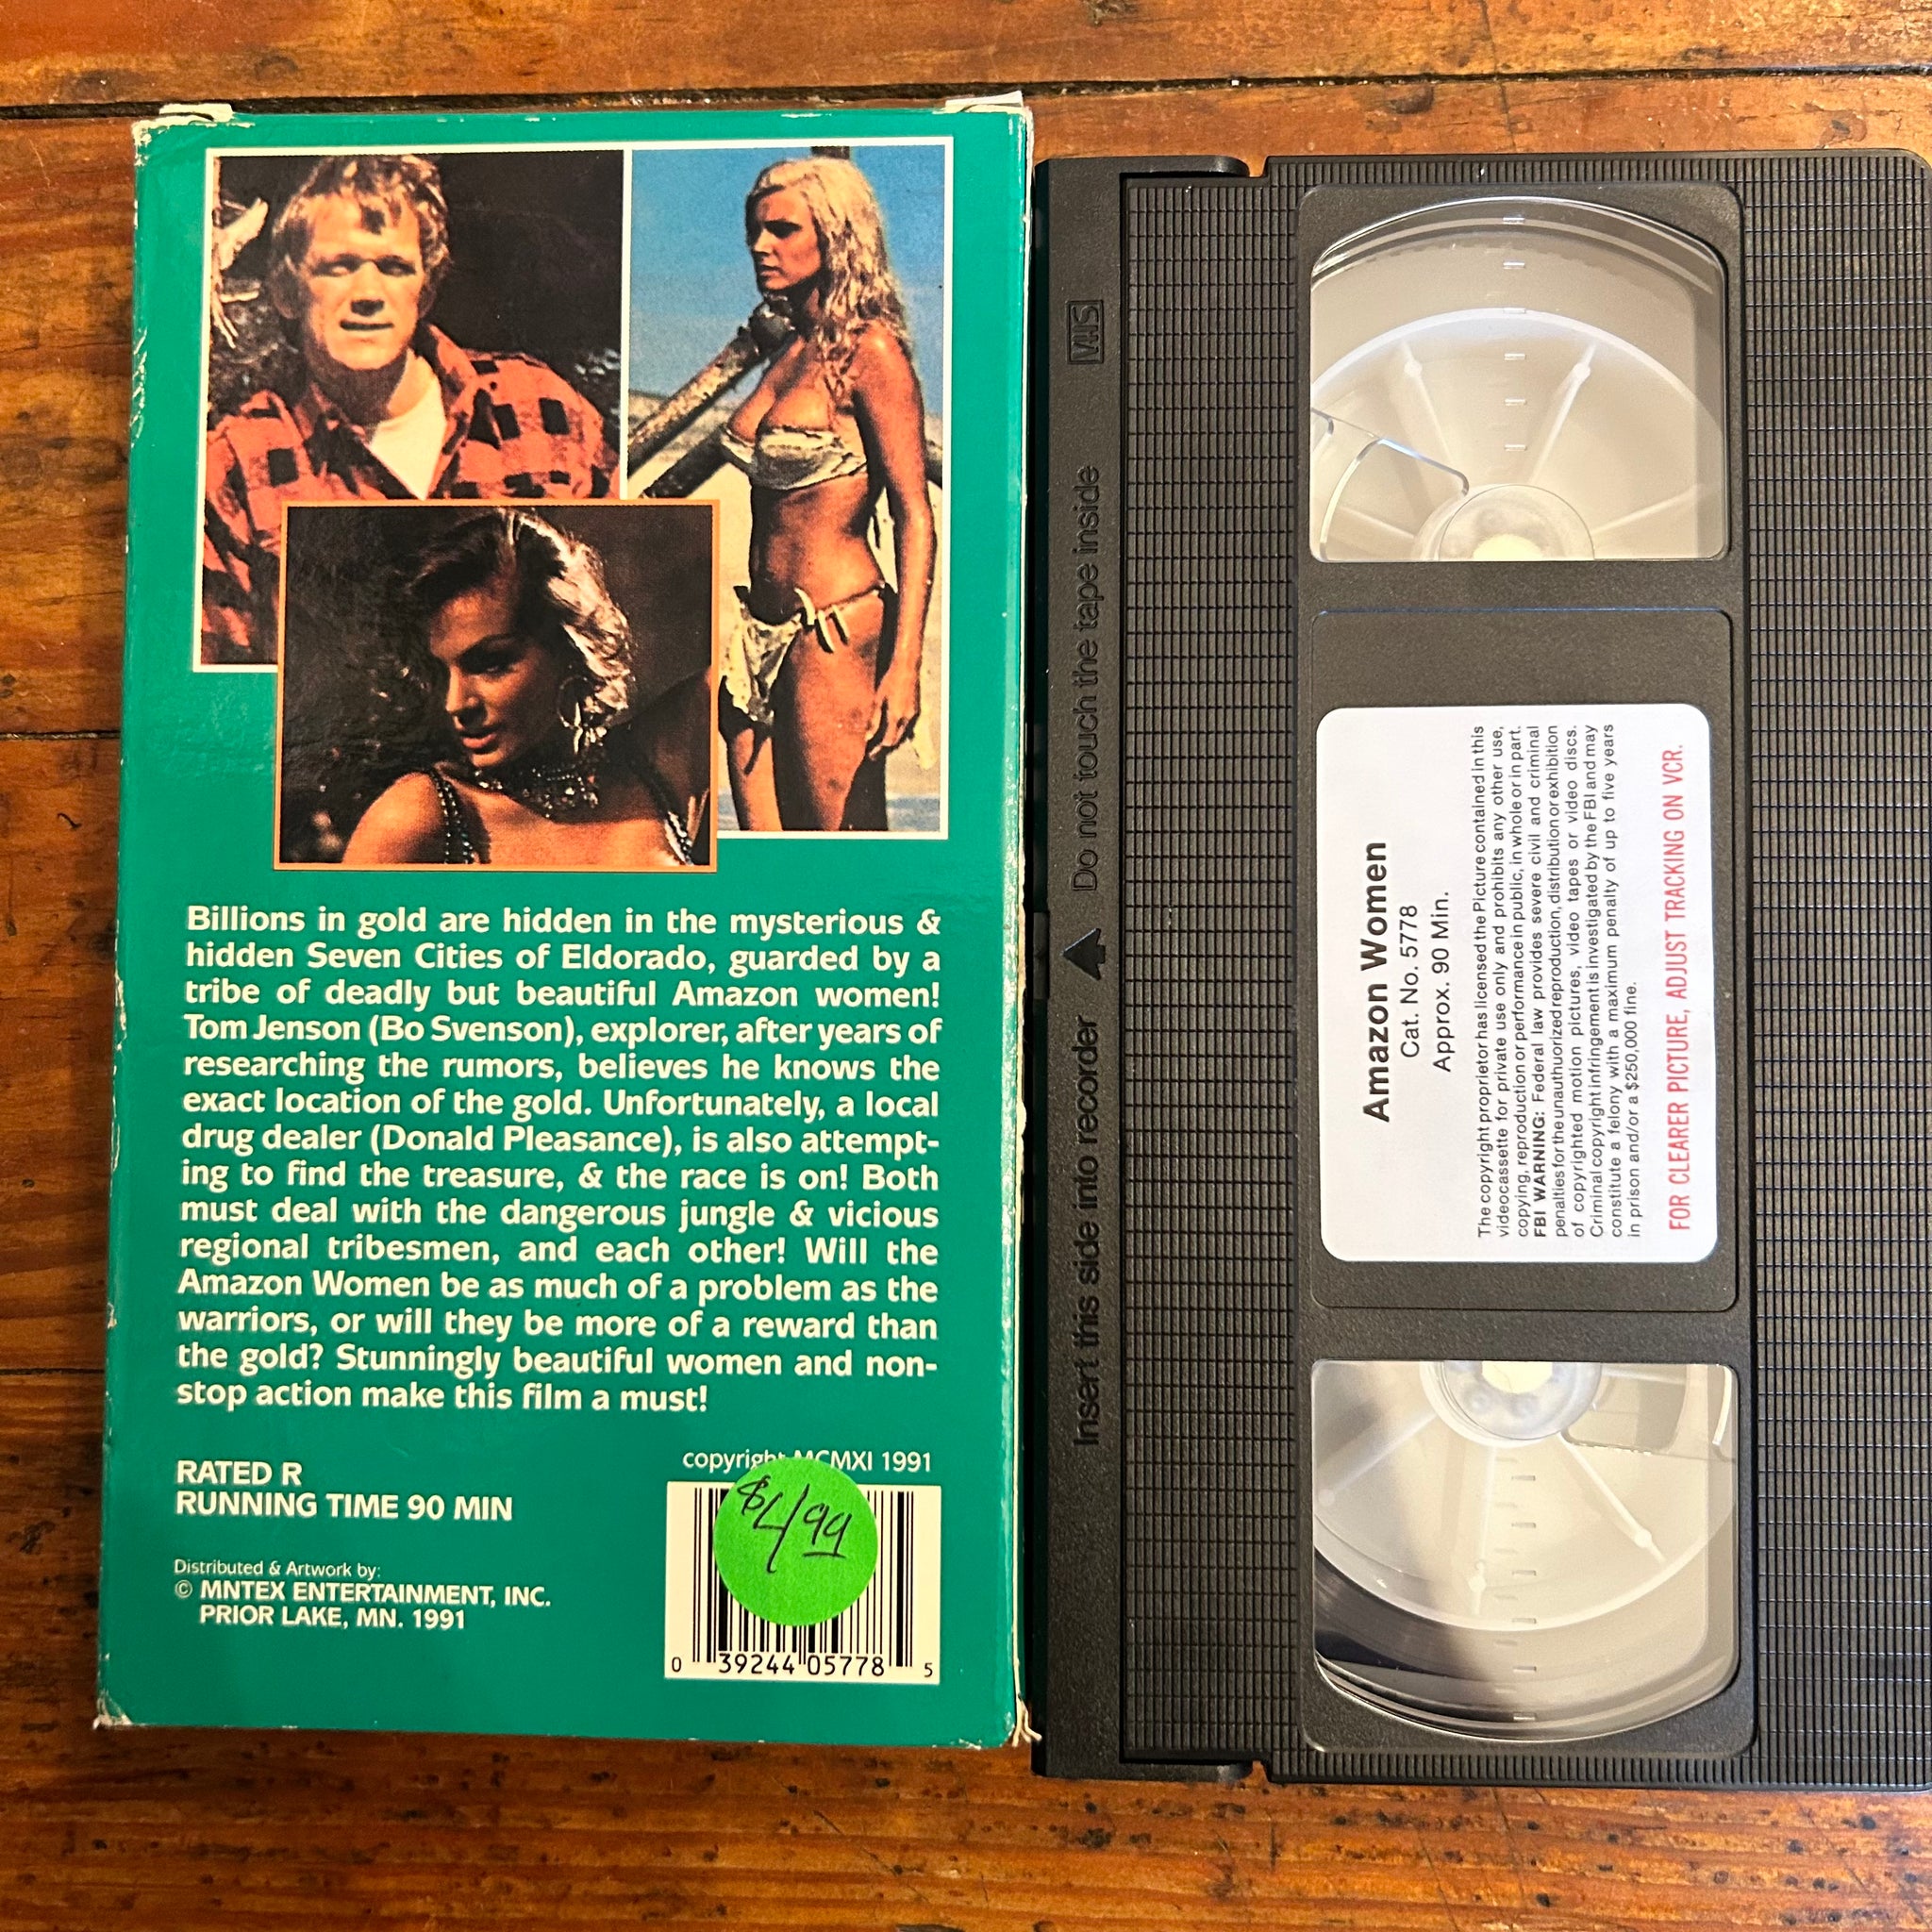 Billions in gold are hidden in the mysterious &
hidden Seven Cities of Eldorado, guarded by a
tribe of deadly but beautiful Amazon women!
Tom Jenson (Bo Svenson), explorer, after years of
researching the rumors, believes he knows the
exact location of the gold. Unfortunately, a local
drug dealer (Donald Pleasance), is also attempt-
ing to find the treasure, & the race is on! Both
must deal with the dangerous jungle & vicious
regional tribesmen, and each other! Will the
Amazon Women be as much of a problem as the
warriors, or will they be more of a reward than
the gold? Stunningly beautiful women and non-
stop action make this film a must!
RATED R
RUNNING TIME 90 MIN
Distributed & Artwork by:
© MNTEX ENTERTAINMENT, INC.
PRIOR LAKE, MN. 1991
copyright MCMXI 1991
$4.99
0 39244 05778 5
VHS
Do not touch the tape inside
Insert this side into recorder
Amazon Women
Cat. No. 5778
Approx. 90 Min.
The copyright proprietor has licensed the Picture contained in this
videocassette for private use only and prohibits any other use,
copying, reproduction or performance in public, in whole or in part.
FBI WARNING: Federal law provides severe civil and criminal
penalties for the unauthuorized reproduction, distribution or exhibition
of copyrighted motion pictures, video tapes or video discs.
Criminal copyright infringement is investigated by the FBI and may
constitute a felony with a maximum penalty of up to five years
in prison and/or a $250,000 fine.
FOR CLEARER PICTURE, ADJUST TRACKING ON VCR.